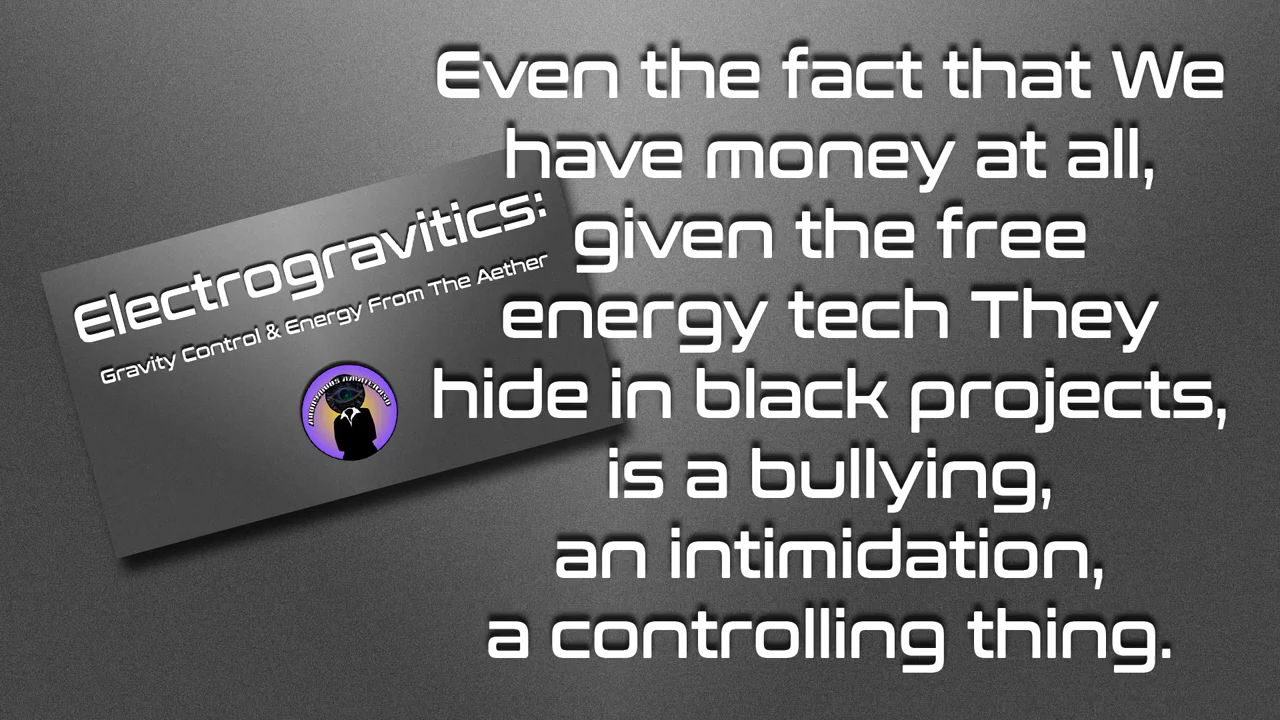 Even the fact that We
have money at all,
given the free
energy tech They
hide in black projects,
is a bullying,
an intimidation,
a controlling thing.
Electrogravitics:
Gravity Control & Energy From The Aether